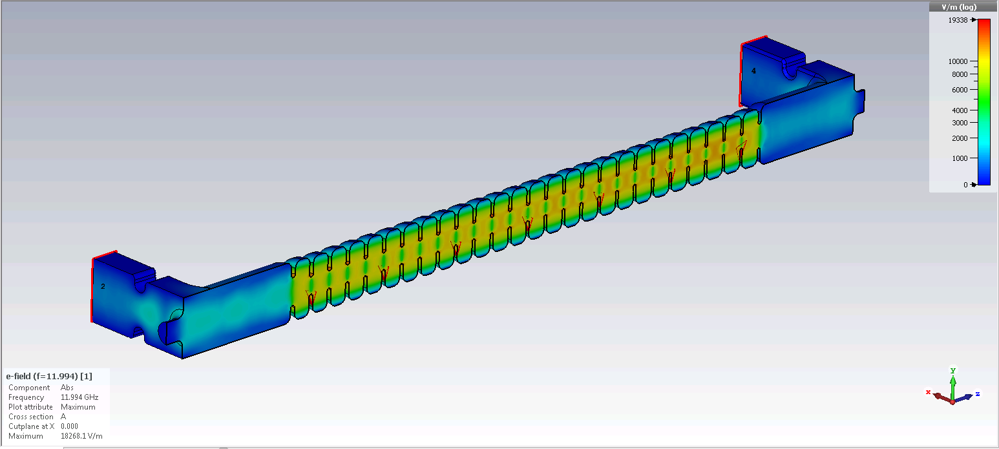 V/m (log)
19338
10000
8000
6000
4000
3000
2000
1000
0
4
2
e-field (f=11.994) [1]
Component Abs
Frequency 11.994 GHz
Plot attribute Maximum
Cross section A
Cutplane at X 0.000
Maximum 18268.1 V/m
Y
x
z